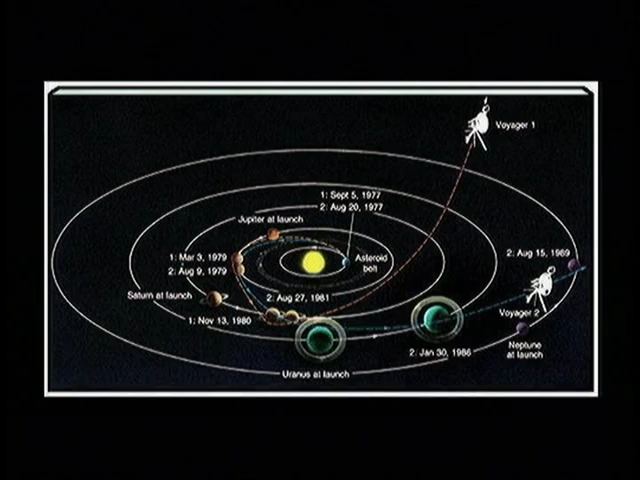 Voyager 1
1: Sept 5, 1977
2: Aug 20, 1977
Jupiter at launch
1: Mar 3, 1979
2: Aug 9, 1979
Asteroid
bolt
2: Aug 15, 1989
Saturn at launch
2: Aug 27, 1981
1: Nov 13, 1980
Voyager 2
2: Jan 30, 1986
Neptune
at launch
Uranus at launch